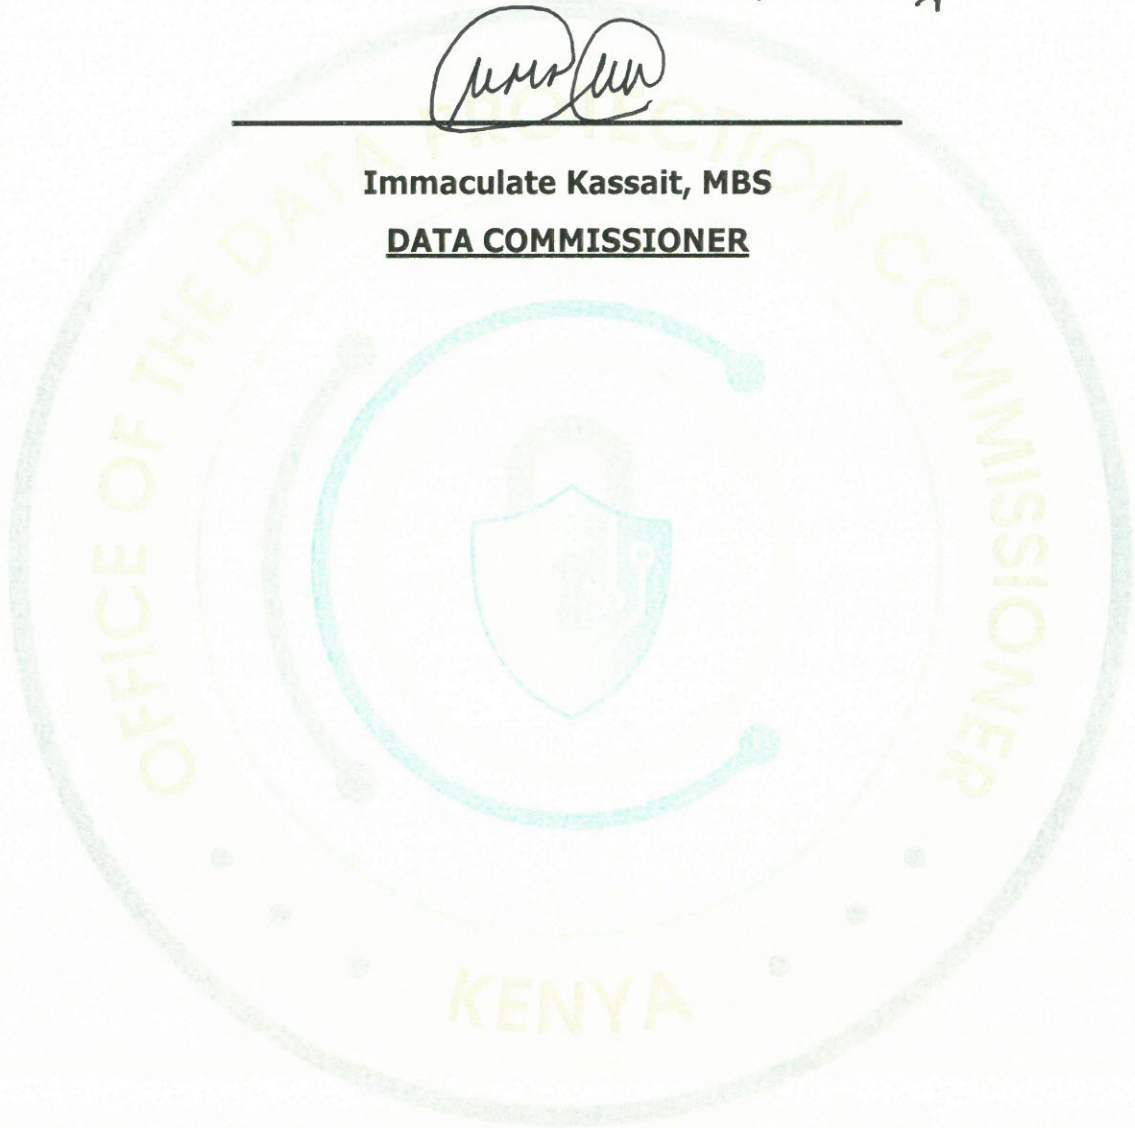 Immaculate Kassait, MBS
DATA COMMISSIONER
OFFICE OF THE DATA PROTECTION COMMISSIONER
KENYA